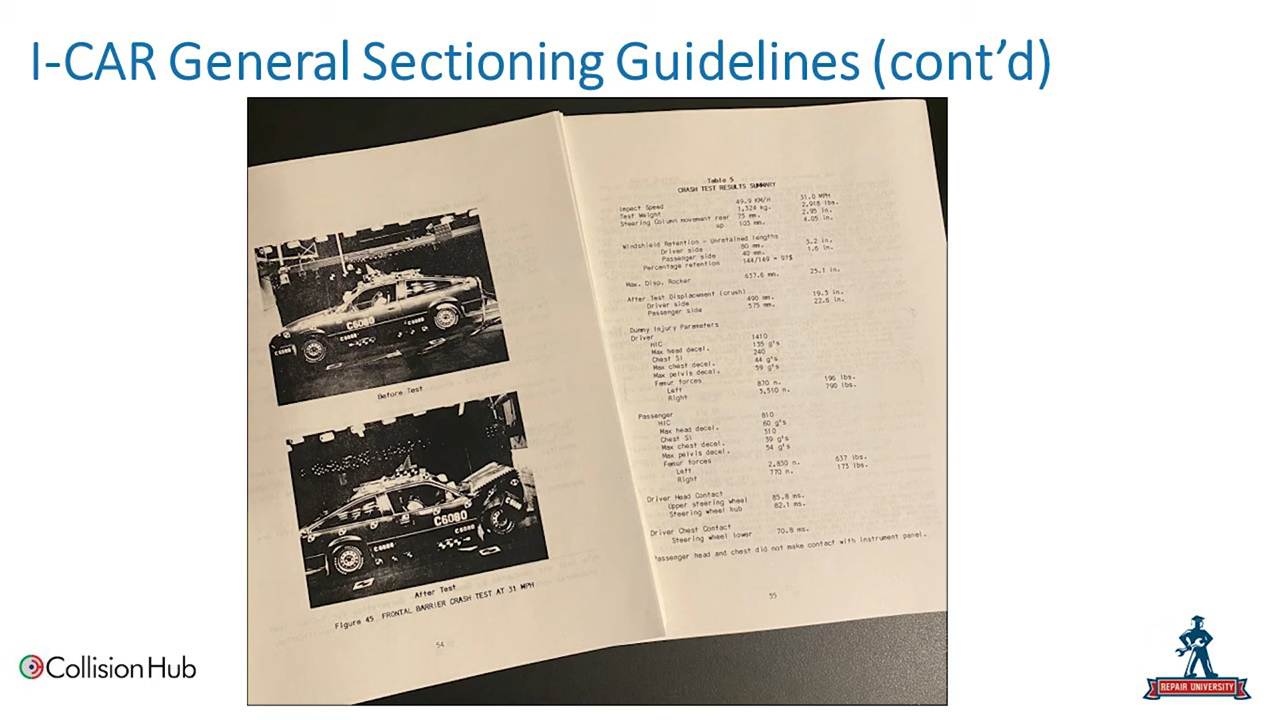 I-CAR General Sectioning Guidelines (cont'd)
C6080
C6080
C6080
C6080
Before Test
C6080
C6080
C6080
C6080
After Test
Figure 45 FRONTAL BARRIER CRASH TEST AT 31 MPH
54
Table 5
CRASH TEST RESULTS SUMMARY
Impact Speed 49.9 KM/H 31.0 MPH
Test Weight 1,324 kg. 2,918 lbs.
Steering Column movement rear 75 mm. 2.95 in.
up 103 mm. 4.05 in.
Windshield Retention - Unretained lengths
Driver side 80 mm. 3.2 in.
Passenger side 40 mm. 1.6 in.
Percentage retention 144/149 = 97%
Max. Disp. Rocker 637.6 mm. 25.1 in.
After Test Displacement (crush)
Driver side 490 mm. 19.3 in.
Passenger side 575 mm. 22.6 in.
Dummy Injury Parameters
Driver
HIC 1410
Max head decel. 135 g's
Chest SI 240
Max chest decel. 44 g's
Max pelvis decel. 59 g's
Femur forces
Left 870 n. 196 lbs.
Right 3,510 n. 790 lbs.
Passenger
HIC 810
Max head decel. 60 g's
Chest SI 310
Max chest decel. 39 g's
Max pelvis decel. 54 g's
Femur forces
Left 2,830 n. 637 lbs.
Right 770 n. 173 lbs.
Driver Head Contact
Upper steering wheel 85.8 ms.
Steering wheel hub 82.1 ms.
Driver Chest Contact
Steering wheel lower 70.8 ms.
Passenger head and chest did not make contact with instrument panel.
55
Collision Hub
REPAIR UNIVERSITY